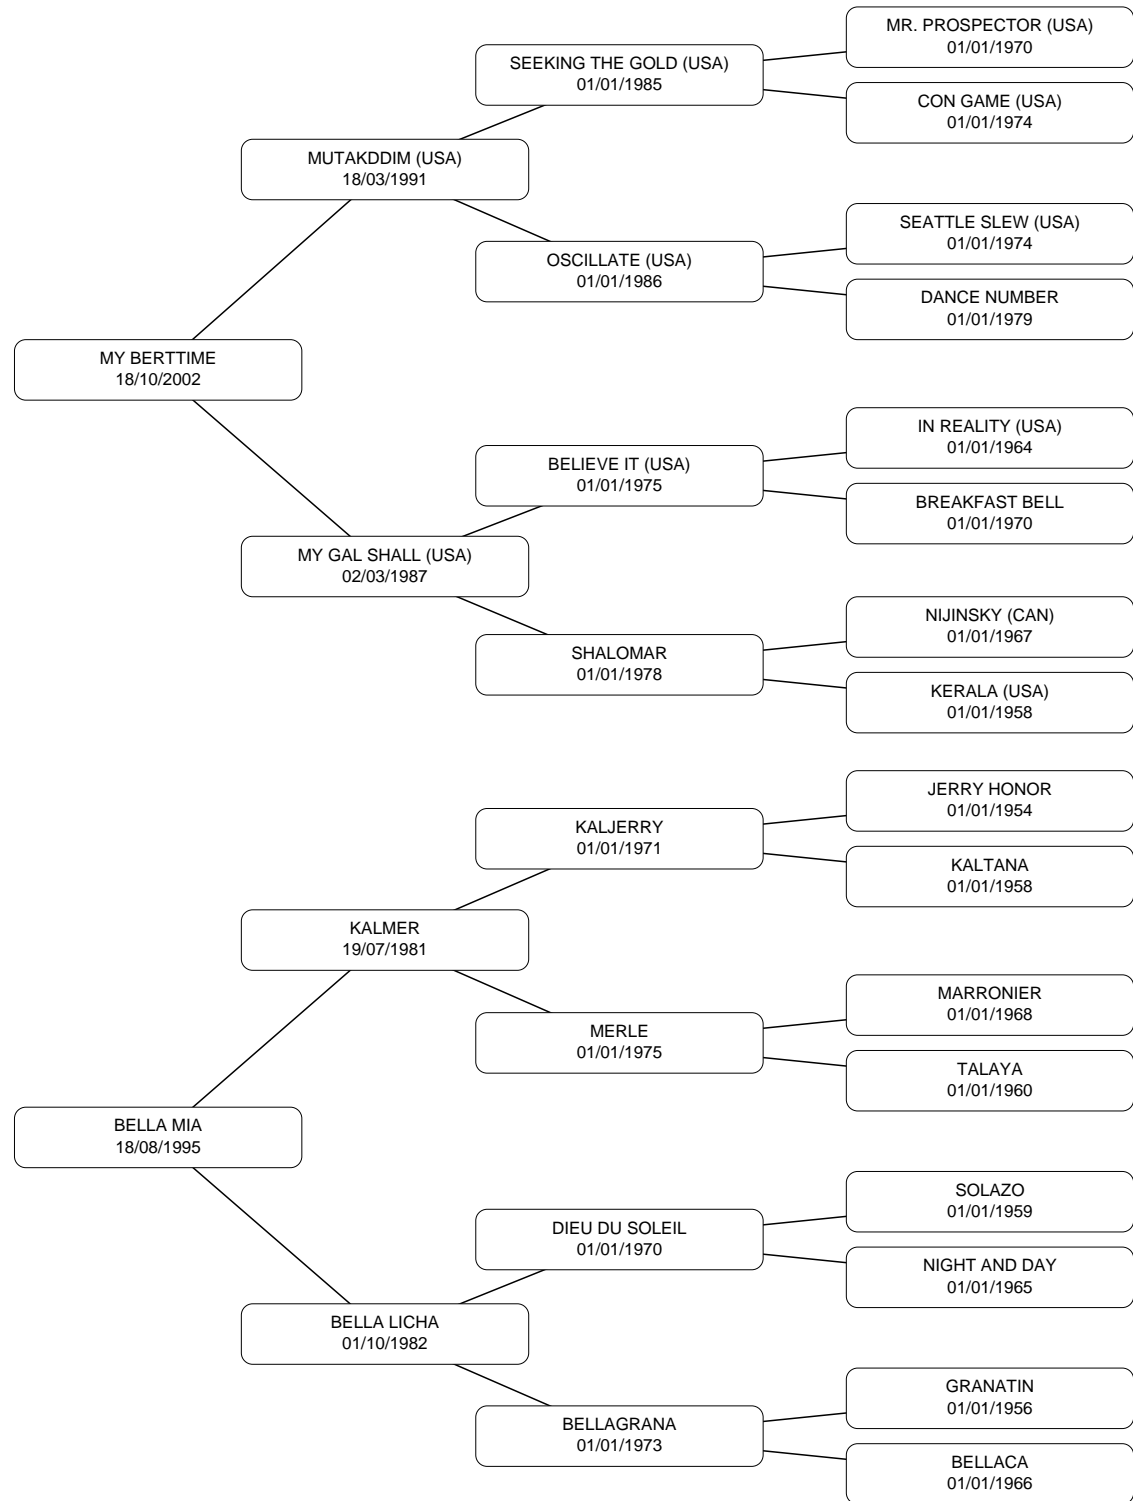 MR. PROSPECTOR (USA)
01/01/1970
SEEKING THE GOLD (USA)
01/01/1985
CON GAME (USA)
01/01/1974
MUTAKDDIM (USA)
18/03/1991
SEATTLE SLEW (USA)
01/01/1974
OSCILLATE (USA)
01/01/1986
DANCE NUMBER
01/01/1979
MY BERTTIME
18/10/2002
IN REALITY (USA)
01/01/1964
BELIEVE IT (USA)
01/01/1975
BREAKFAST BELL
01/01/1970
MY GAL SHALL (USA)
02/03/1987
NIJINSKY (CAN)
01/01/1967
SHALOMAR
01/01/1978
KERALA (USA)
01/01/1958
JERRY HONOR
01/01/1954
KALJERRY
01/01/1971
KALTANA
01/01/1958
KALMER
19/07/1981
MARRONIER
01/01/1968
MERLE
01/01/1975
TALAYA
01/01/1960
BELLA MIA
18/08/1995
SOLAZO
01/01/1959
DIEU DU SOLEIL
01/01/1970
NIGHT AND DAY
01/01/1965
BELLA LICHA
01/10/1982
GRANATIN
01/01/1956
BELLAGRANA
01/01/1973
BELLACA
01/01/1966